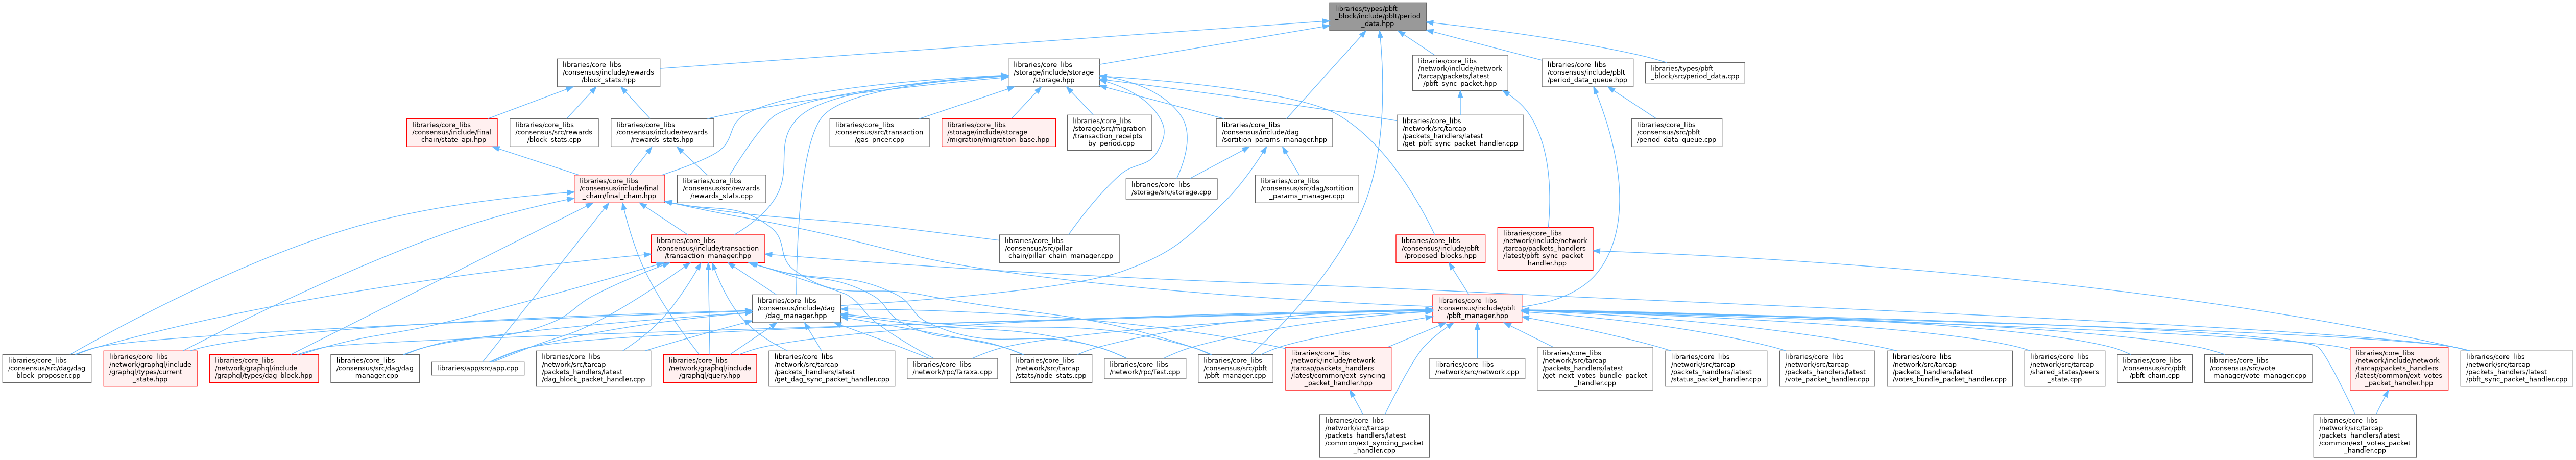 libraries/types/pbft
_block/include/pbft/period
_data.hpp
libraries/core_libs
/consensus/include/rewards
/block_stats.hpp
libraries/core_libs
/storage/include/storage
/storage.hpp
libraries/core_libs
/network/include/network
/tarcap/packets/latest
/pbft_sync_packet.hpp
libraries/core_libs
/consensus/include/pbft
/period_data_queue.hpp
libraries/types/pbft
_block/src/period_data.cpp
libraries/core_libs
/consensus/include/final
_chain/state_api.hpp
libraries/core_libs
/consensus/src/rewards
/block_stats.cpp
libraries/core_libs
/consensus/include/rewards
/rewards_stats.hpp
libraries/core_libs
/consensus/src/transaction
/gas_pricer.cpp
libraries/core_libs
/storage/include/storage
/migration/migration_base.hpp
libraries/core_libs
/storage/src/migration
/transaction_receipts
_by_period.cpp
libraries/core_libs
/consensus/include/dag
/sortition_params_manager.hpp
libraries/core_libs
/network/src/tarcap
/packets_handlers/latest
/get_pbft_sync_packet_handler.cpp
libraries/core_libs
/consensus/src/pbft
/period_data_queue.cpp
libraries/core_libs
/consensus/include/final
_chain/final_chain.hpp
libraries/core_libs
/consensus/src/rewards
/rewards_stats.cpp
libraries/core_libs
/storage/src/storage.cpp
libraries/core_libs
/consensus/src/dag/sortition
_params_manager.cpp
libraries/core_libs
/consensus/include/transaction
/transaction_manager.hpp
libraries/core_libs
/consensus/src/pillar
_chain/pillar_chain_manager.cpp
libraries/core_libs
/consensus/include/pbft
/proposed_blocks.hpp
libraries/core_libs
/network/include/network
/tarcap/packets_handlers
/latest/pbft_sync_packet
_handler.hpp
libraries/core_libs
/consensus/include/dag
/dag_manager.hpp
libraries/core_libs
/consensus/include/pbft
/pbft_manager.hpp
libraries/core_libs
/consensus/src/dag/dag
_block_proposer.cpp
libraries/core_libs
/network/graphql/include
/graphql/types/current
_state.hpp
libraries/core_libs
/network/graphql/include
/graphql/types/dag_block.hpp
libraries/core_libs
/consensus/src/dag/dag
_manager.cpp
libraries/app/src/app.cpp
libraries/core_libs
/network/src/tarcap
/packets_handlers/latest
/dag_block_packet_handler.cpp
libraries/core_libs
/network/graphql/include
/graphql/query.hpp
libraries/core_libs
/network/src/tarcap
/packets_handlers/latest
/get_dag_sync_packet_handler.cpp
libraries/core_libs
/network/rpc/Taraxa.cpp
libraries/core_libs
/network/src/tarcap
/stats/node_stats.cpp
libraries/core_libs
/network/rpc/Test.cpp
libraries/core_libs
/consensus/src/pbft
/pbft_manager.cpp
libraries/core_libs
/network/include/network
/tarcap/packets_handlers
/latest/common/ext_syncing
_packet_handler.hpp
libraries/core_libs
/network/src/network.cpp
libraries/core_libs
/network/src/tarcap
/packets_handlers/latest
/get_next_votes_bundle_packet
_handler.cpp
libraries/core_libs
/network/src/tarcap
/packets_handlers/latest
/status_packet_handler.cpp
libraries/core_libs
/network/src/tarcap
/packets_handlers/latest
/vote_packet_handler.cpp
libraries/core_libs
/network/src/tarcap
/packets_handlers/latest
/votes_bundle_packet_handler.cpp
libraries/core_libs
/network/src/tarcap
/shared_states/peers
_state.cpp
libraries/core_libs
/consensus/src/pbft
/pbft_chain.cpp
libraries/core_libs
/consensus/src/vote
_manager/vote_manager.cpp
libraries/core_libs
/network/include/network
/tarcap/packets_handlers
/latest/common/ext_votes
_packet_handler.hpp
libraries/core_libs
/network/src/tarcap
/packets_handlers/latest
/pbft_sync_packet_handler.cpp
libraries/core_libs
/network/src/tarcap
/packets_handlers/latest
/common/ext_syncing_packet
_handler.cpp
libraries/core_libs
/network/src/tarcap
/packets_handlers/latest
/common/ext_votes_packet
_handler.cpp